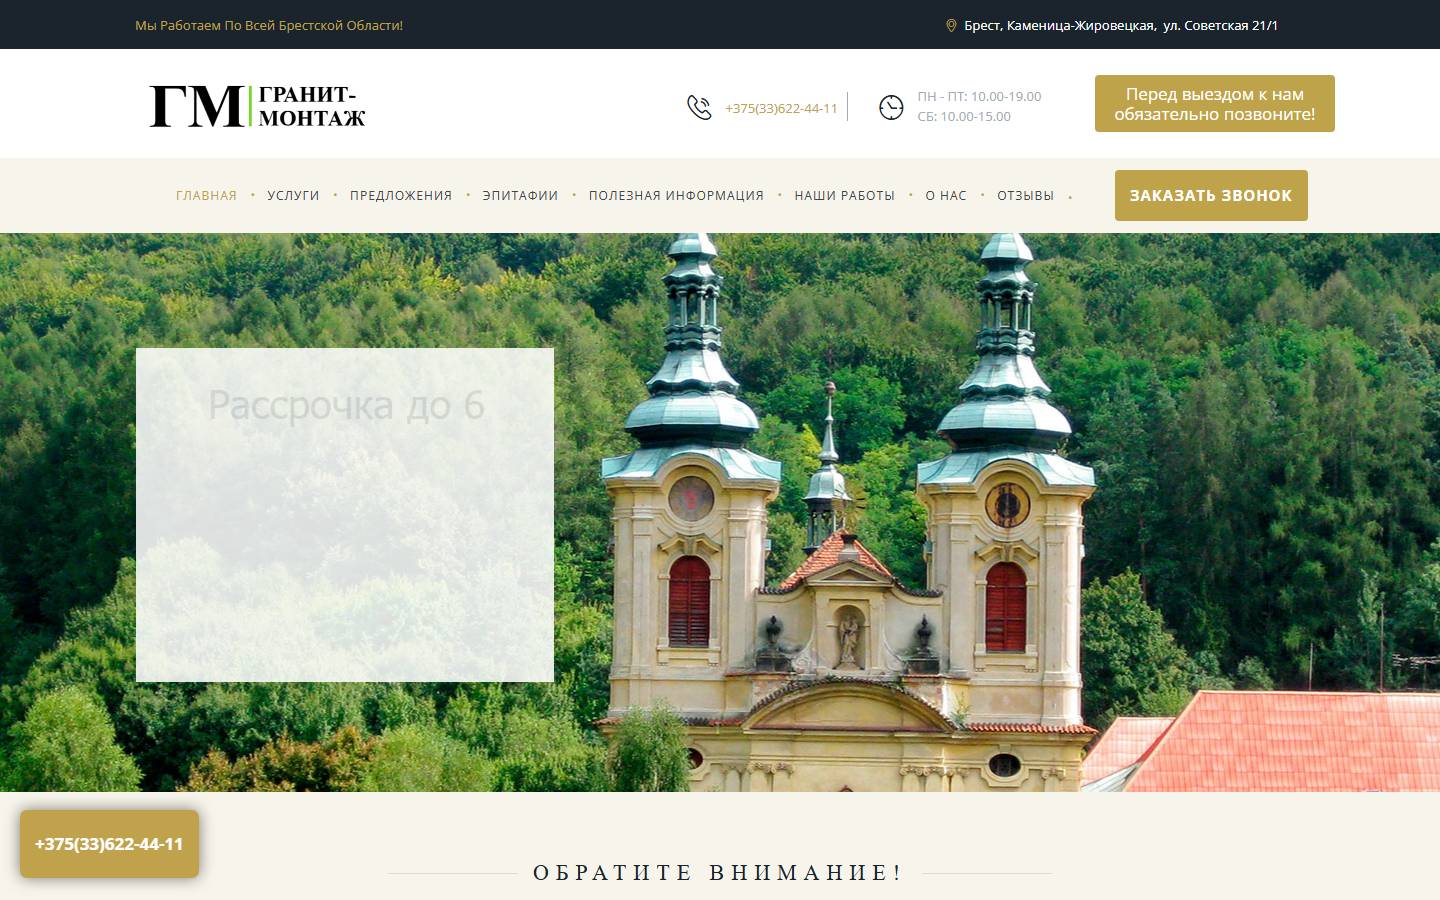 Мы Работаем По Всей Брестской Области!
Брест, Каменица-Жировецкая, ул. Советская 21/1
ГМ
ГРАНИТ-
МОНТАЖ
+375(33)622-44-11
ПН - ПТ: 10.00-19.00
СБ: 10.00-15.00
Перед выездом к нам
обязательно позвоните!
ГЛАВНАЯ • УСЛУГИ • ПРЕДЛОЖЕНИЯ • ЭПИТАФИИ • ПОЛЕЗНАЯ ИНФОРМАЦИЯ • НАШИ РАБОТЫ • О НАС • ОТЗЫВЫ •
ЗАКАЗАТЬ ЗВОНОК
Рассрочка до 6
+375(33)622-44-11
ОБРАТИТЕ ВНИМАНИЕ!